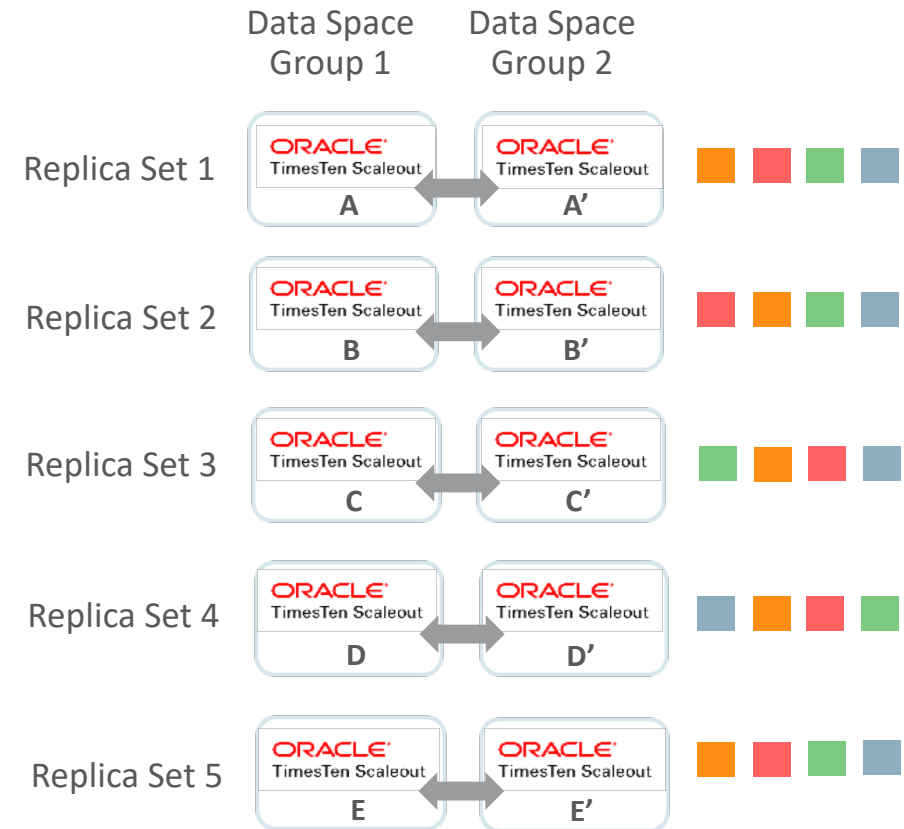 Data Space Group 1
Data Space Group 2
Replica Set 1
ORACLE'
TimesTen Scaleout
A
ORACLE'
TimesTen Scaleout
A’
Replica Set 2
ORACLE'
TimesTen Scaleout
B
ORACLE'
TimesTen Scaleout
B’
Replica Set 3
ORACLE'
TimesTen Scaleout
C
ORACLE'
TimesTen Scaleout
C’
Replica Set 4
ORACLE'
TimesTen Scaleout
D
ORACLE'
TimesTen Scaleout
D’
Replica Set 5
ORACLE'
TimesTen Scaleout
E
ORACLE'
TimesTen Scaleout
E’